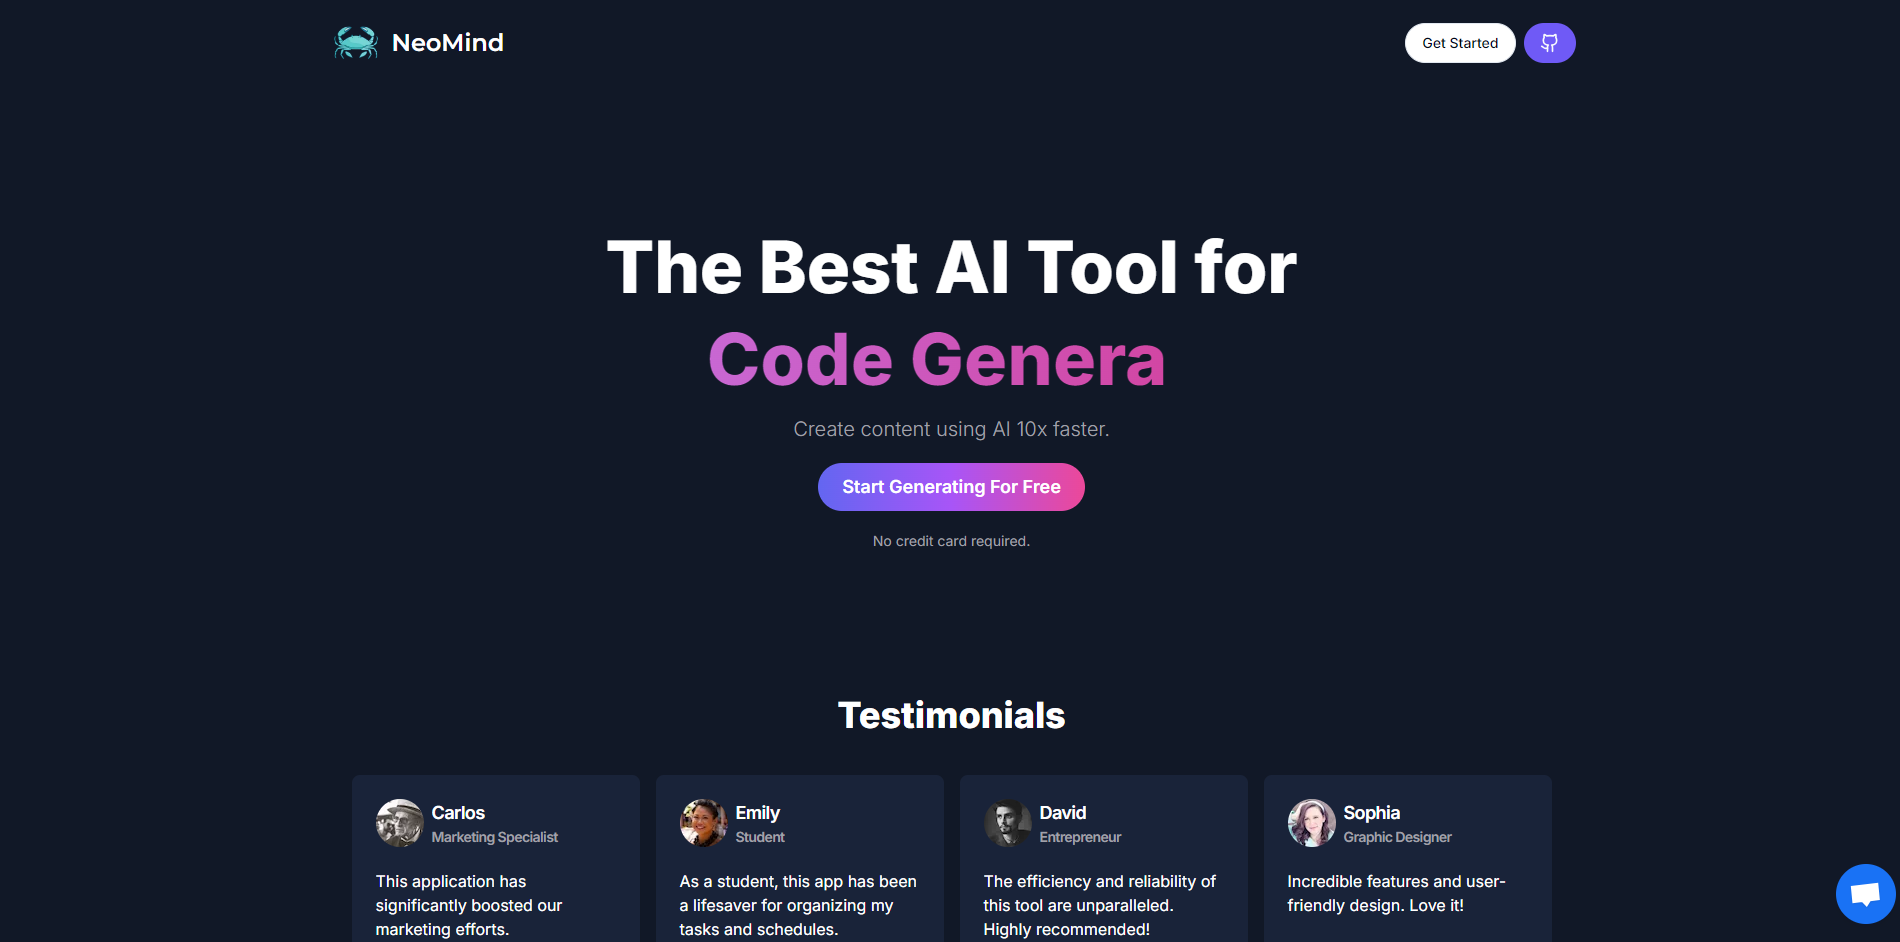 NeoMind
Get Started
The Best AI Tool for
Code Genera
Create content using AI 10x faster.
Start Generating For Free
No credit card required.
Testimonials
Carlos
Marketing Specialist
This application has
significantly boosted our
marketing efforts.
Emily
Student
As a student, this app has been
a lifesaver for organizing my
tasks and schedules.
David
Entrepreneur
The efficiency and reliability of
this tool are unparalleled.
Highly recommended!
Sophia
Graphic Designer
Incredible features and user-
friendly design. Love it!